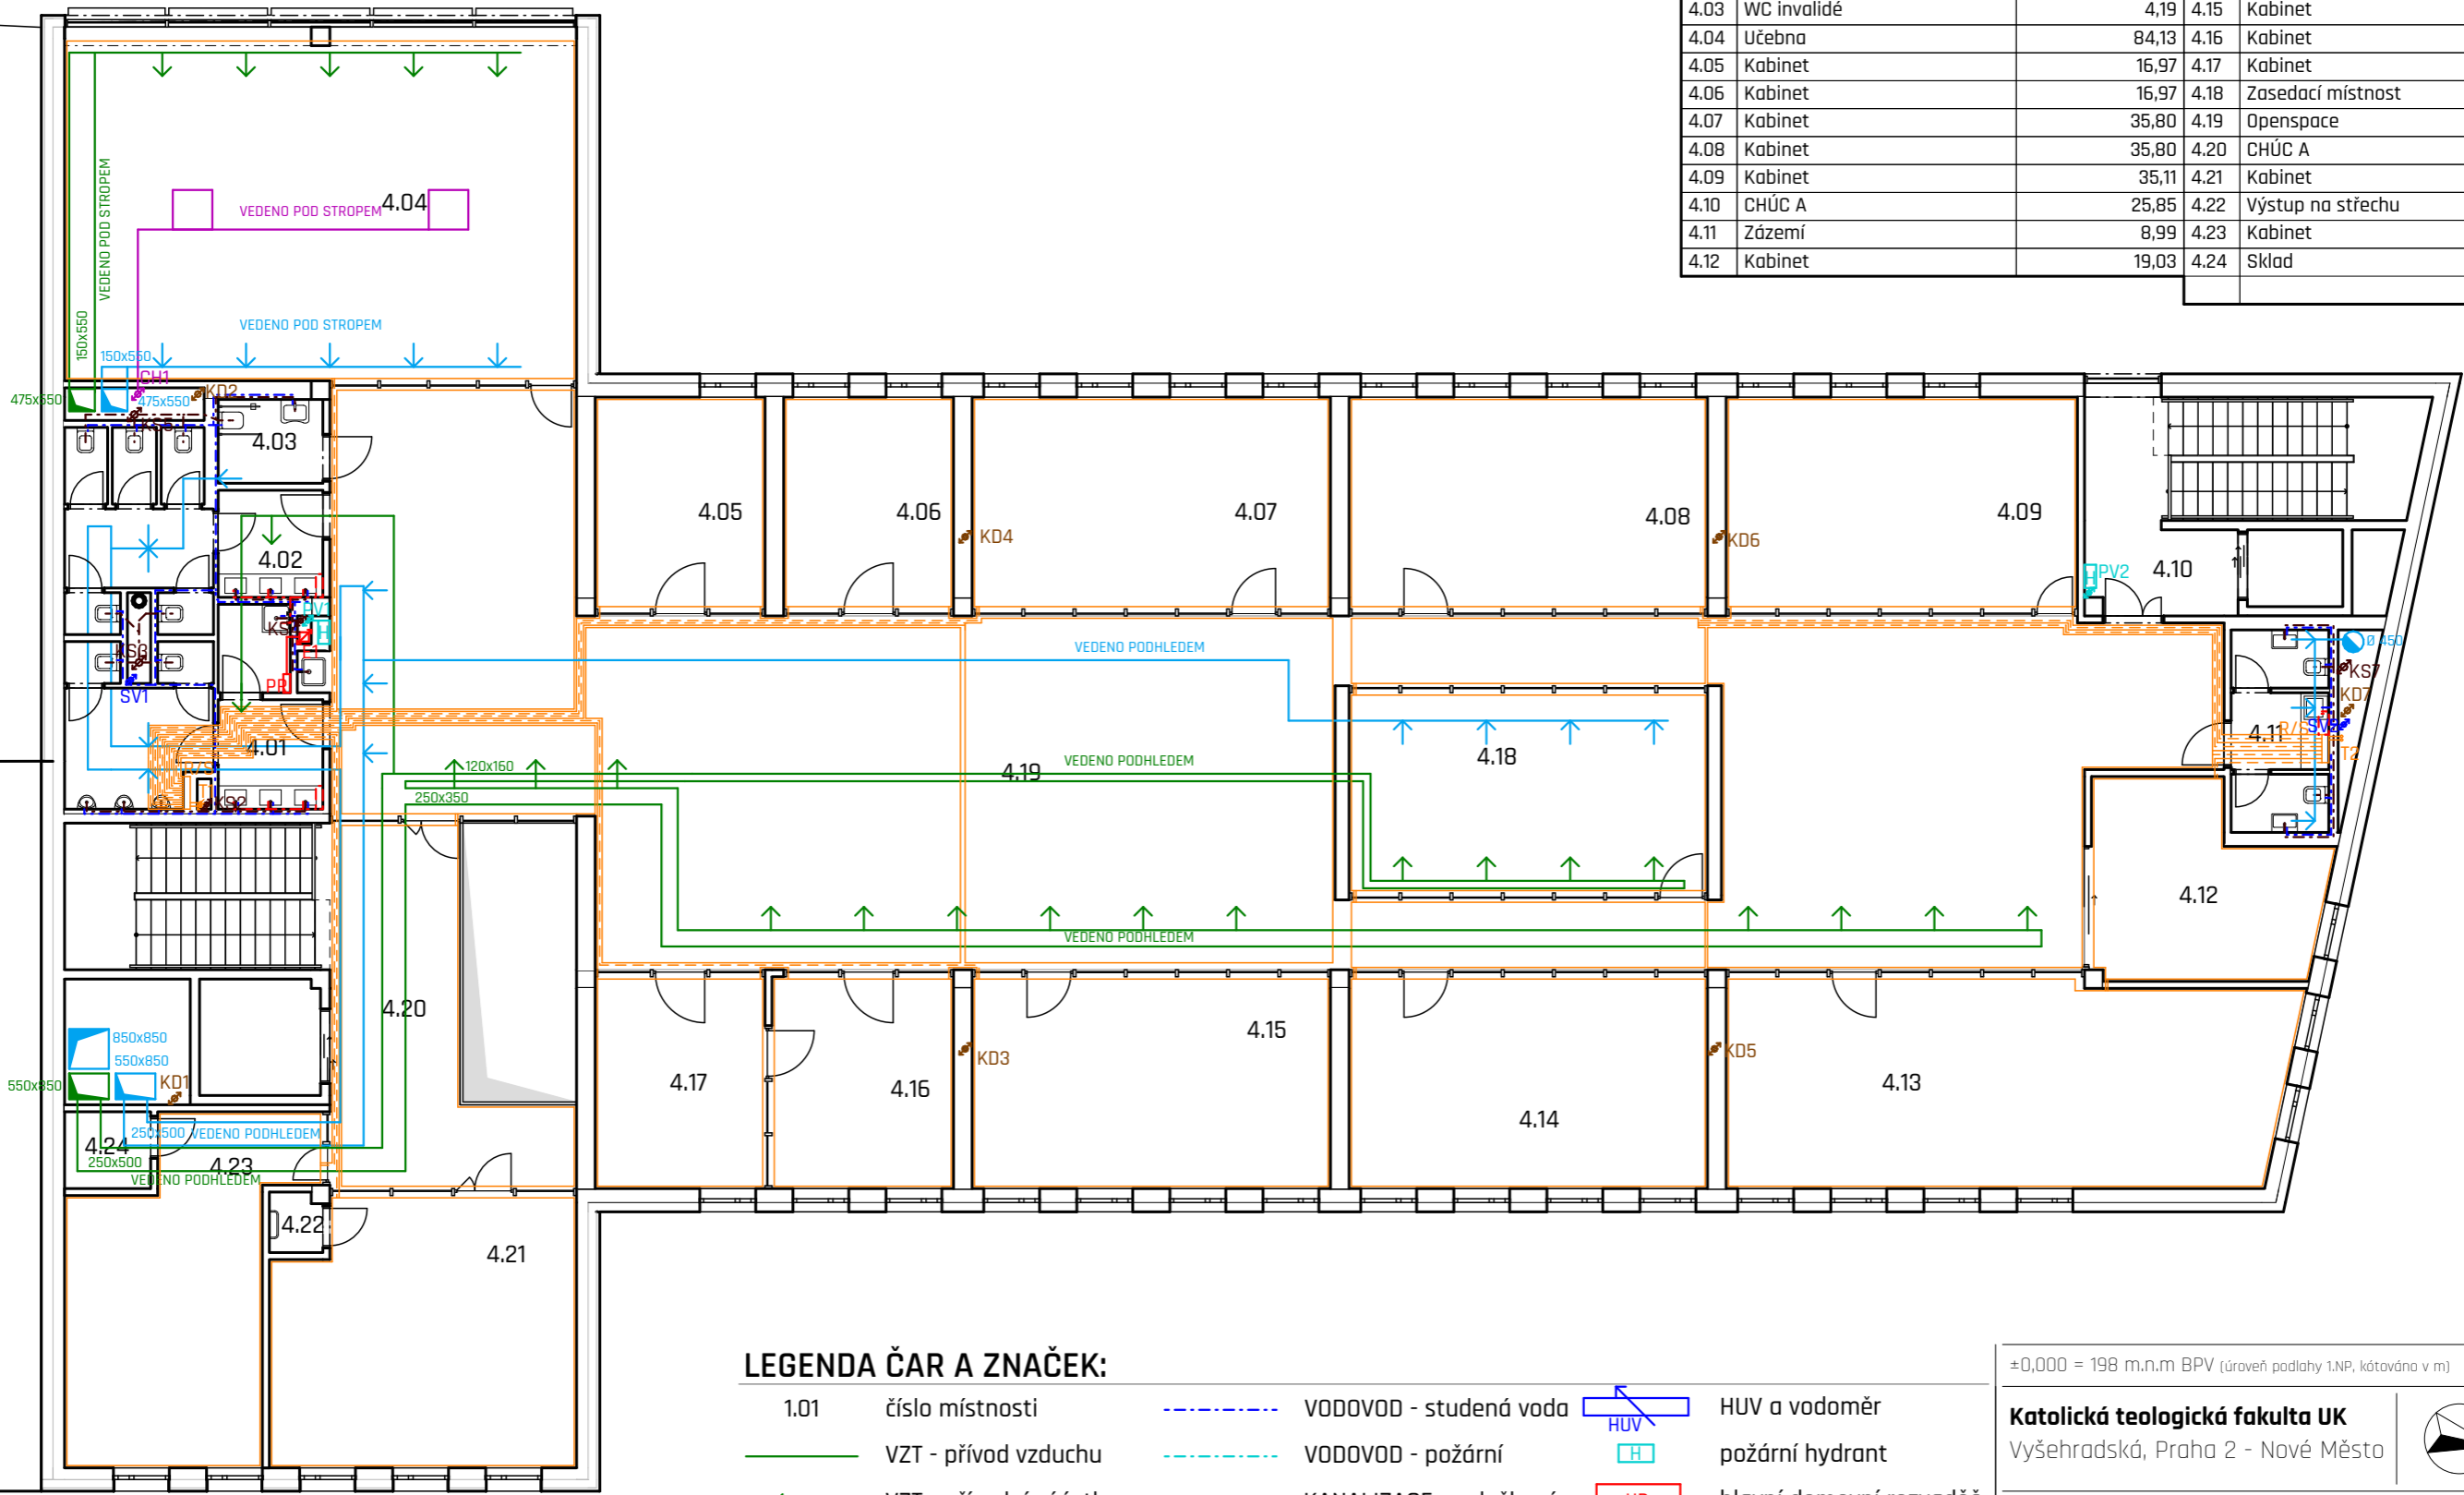 4.03 WC invalidé 4,19 4.15 Kabinet
4.04 Učebna 84,13 4.16 Kabinet
4.05 Kabinet 16,97 4.17 Kabinet
4.06 Kabinet 16,97 4.18 Zasedací místnost
4.07 Kabinet 35,80 4.19 Openspace
4.08 Kabinet 35,80 4.20 CHÚC A
4.09 Kabinet 35,11 4.21 Kabinet
4.10 CHÚC A 25,85 4.22 Výstup na střechu
4.11 Zázemí 8,99 4.23 Kabinet
4.12 Kabinet 19,03 4.24 Sklad
VEDENO POD STROPEM
VEDENO POD STROPEM
4.04
150x550
VEDENO POD STROPEM
150x550
CH1
KD2
475x550
475x550
KS5
4.03
4.05
4.06
4.07
4.08
4.09
KD4
KD6
4.02
4.10
PV2
PV1
H
H
KS3
SV1
PR
VEDENO PODHLEDEM
Ø 450
KS7
KD7
4.01
4.11
R/S
T2
4.18
4.19
VEDENO PODHLEDEM
120x160
250x350
KS2
4.12
VEDENO PODHLEDEM
4.20
4.15
KD3
KD5
4.17
4.16
4.13
4.14
850x850
550x850
550x850
KD1
4.24
250x500 VEDENO PODHLEDEM
250x500
4.23
VEDENO PODHLEDEM
4.22
4.21
LEGENDA ČAR A ZNAČEK:
1.01 číslo místnosti
VODOVOD - studená voda
HUV
HUV a vodoměr
VZT - přívod vzduchu
VODOVOD - požární
H
požární hydrant
±0,000 = 198 m.n.m BPV (úroveň podlahy 1.NP, kótováno v m)
Katolická teologická fakulta UK
Vyšehradská, Praha 2 - Nové Město